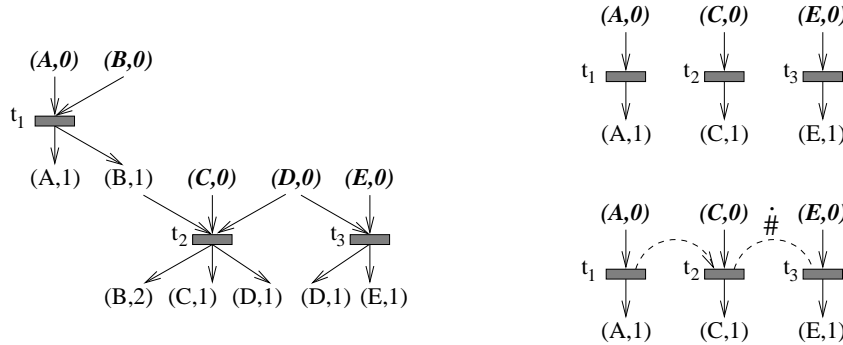 (A,0) (B,0)
t1
(A,1) (B,1) (C,0) (D,0) (E,0)
t2 t3
(B,2) (C,1) (D,1) (D,1) (E,1)
(A,0) (C,0) (E,0)
t1 t2 t3
(A,1) (C,1) (E,1)
(A,0) (C,0) #̇ (E,0)
t1 t2 t3
(A,1) (C,1) (E,1)